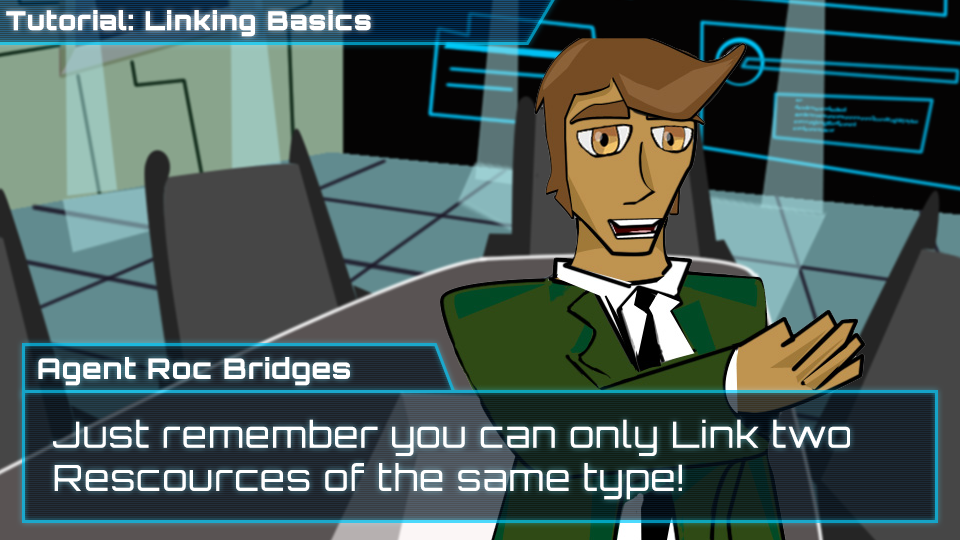 Tutorial: Linking Basics
Agent Roc Bridges
Just remember you can only Link two
Rescources of the same type!